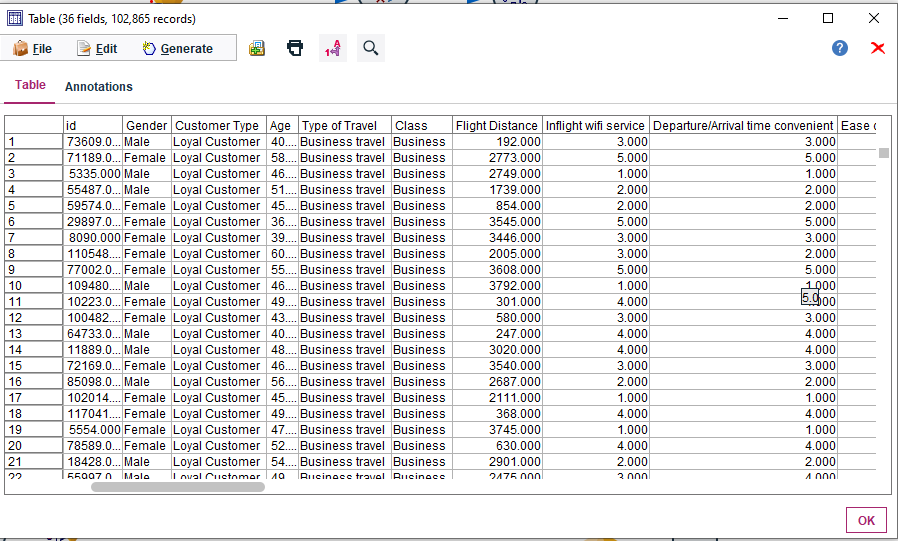 Table (36 fields, 102,865 records)
File Edit Generate
Table Annotations
id Gender Customer Type Age Type of Travel Class Flight Distance Inflight wifi service Departure/Arrival time convenient Ease
1 73609.0... Male Loyal Customer 40.... Business travel Business 192.000 3.000 3.000
2 71189.0... Female Loyal Customer 58.... Business travel Business 2773.000 5.000 5.000
3 5335.000 Male Loyal Customer 46.... Business travel Business 2749.000 1.000 1.000
4 55487.0... Male Loyal Customer 51.... Business travel Business 1739.000 2.000 2.000
5 59574.0... Female Loyal Customer 45.... Business travel Business 854.000 2.000 2.000
6 29897.0... Female Loyal Customer 36.... Business travel Business 3545.000 5.000 5.000
7 8090.000 Female Loyal Customer 39.... Business travel Business 3446.000 3.000 3.000
8 110548.... Female Loyal Customer 60.... Business travel Business 2005.000 3.000 2.000
9 77002.0... Female Loyal Customer 55.... Business travel Business 3608.000 5.000 5.000
10 109480.... Male Loyal Customer 46.... Business travel Business 3792.000 1.000 1.000
11 10223.0... Female Loyal Customer 49.... Business travel Business 301.000 4.000 5.0
12 100482.... Female Loyal Customer 43.... Business travel Business 580.000 3.000 3.000
13 64733.0... Male Loyal Customer 40.... Business travel Business 247.000 4.000 4.000
14 11889.0... Male Loyal Customer 48.... Business travel Business 3020.000 4.000 4.000
15 72169.0... Female Loyal Customer 46.... Business travel Business 3540.000 3.000 3.000
16 85098.0... Male Loyal Customer 56.... Business travel Business 2687.000 2.000 2.000
17 102014.... Female Loyal Customer 45.... Business travel Business 2111.000 1.000 1.000
18 117041.... Female Loyal Customer 49.... Business travel Business 368.000 4.000 4.000
19 5554.000 Female Loyal Customer 47.... Business travel Business 3745.000 1.000 1.000
20 78589.0... Female Loyal Customer 52.... Business travel Business 630.000 4.000 4.000
21 18428.0... Male Loyal Customer 54.... Business travel Business 2901.000 2.000 2.000
22 55997.0... Male Loyal Customer 49.... Business travel Business 2475.000 3.000 4.000
OK